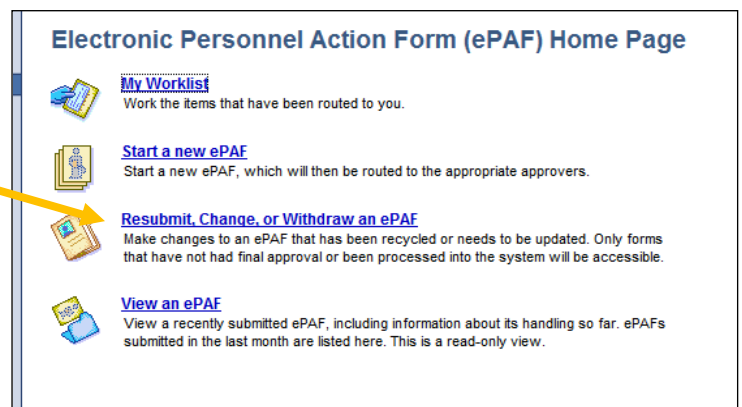 Electronic Personnel Action Form (ePAF) Home Page
My Worklist
Work the items that have been routed to you.
Start a new ePAF
Start a new ePAF, which will then be routed to the appropriate approvers.
Resubmit, Change, or Withdraw an ePAF
Make changes to an ePAF that has been recycled or needs to be updated. Only forms
that have not had final approval or been processed into the system will be accessible.
View an ePAF
View a recently submitted ePAF, including information about its handling so far. ePAFs
submitted in the last month are listed here. This is a read-only view.